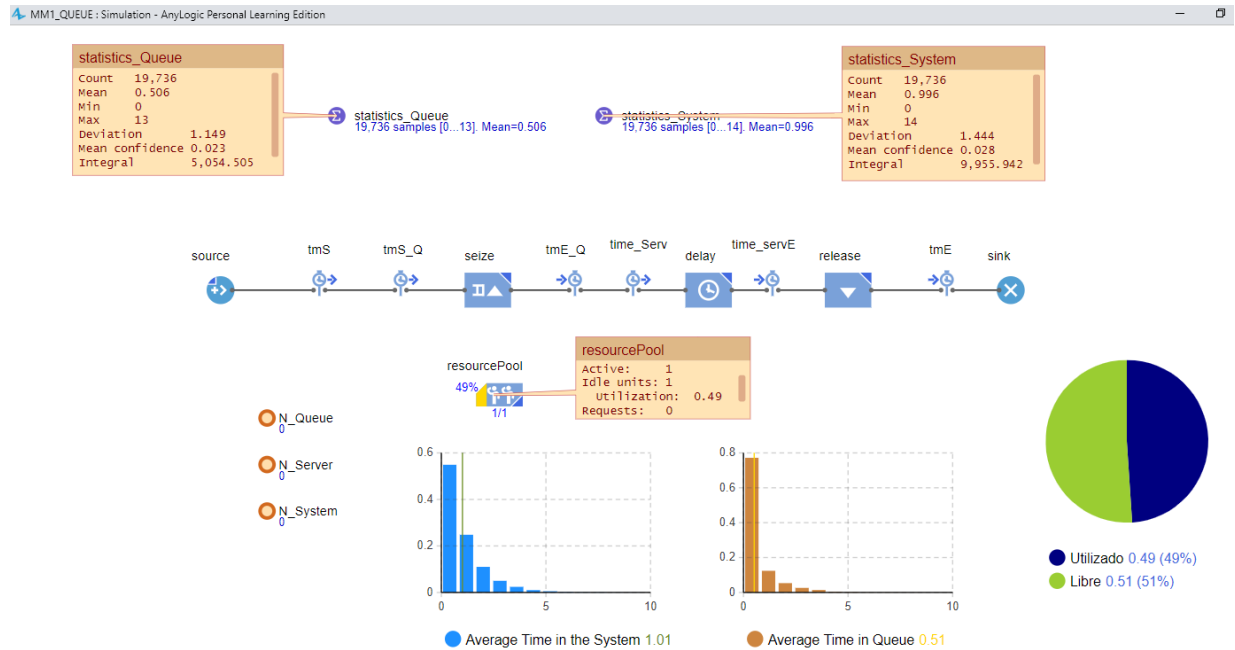 MM1_QUEUE : Simulation - AnyLogic Personal Learning Edition
statistics_Queue
Count 19,736
Mean 0.506
Min 0
Max 13
Deviation 1.149
Mean confidence 0.023
Integral 5,054.505
statistics_Queue
19,736 samples [0...13]. Mean=0.506
statistics_System
19,736 samples [0...14]. Mean=0.996
statistics_System
Count 19,736
Mean 0.996
Min 0
Max 14
Deviation 1.444
Mean confidence 0.028
Integral 9,955.942
source tmS tmS_Q seize tmE_Q time_Serv delay time_servE release tmE sink
resourcePool
49%
1/1
resourcePool
Active: 1
Idle units: 1
Utilization: 0.49
Requests: 0
N_Queue
0
N_Server
0
N_System
0
0.6
0.4
0.2
0
0 5 10
Average Time in the System 1.01
0.8
0.6
0.4
0.2
0
0 5 10
Average Time in Queue 0.51
Utilizado 0.49 (49%)
Libre 0.51 (51%)